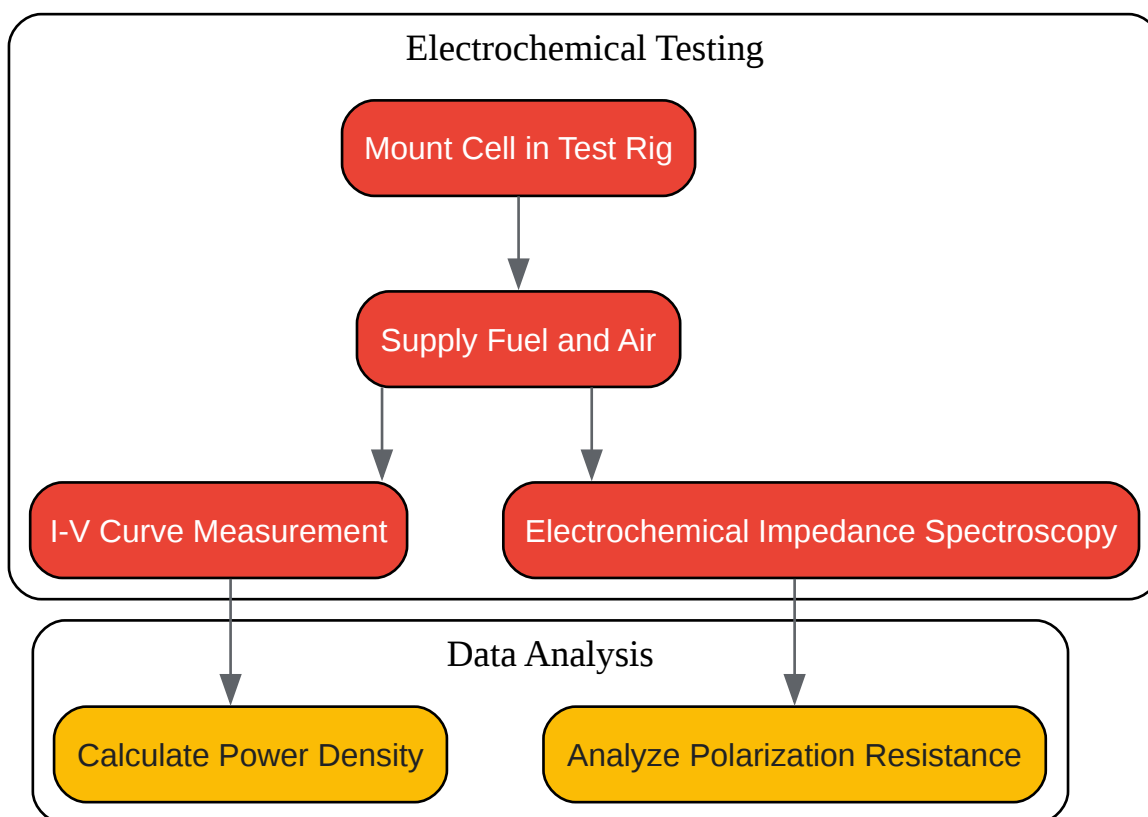 Electrochemical Testing
Mount Cell in Test Rig
Supply Fuel and Air
I-V Curve Measurement
Electrochemical Impedance Spectroscopy
Data Analysis
Calculate Power Density
Analyze Polarization Resistance